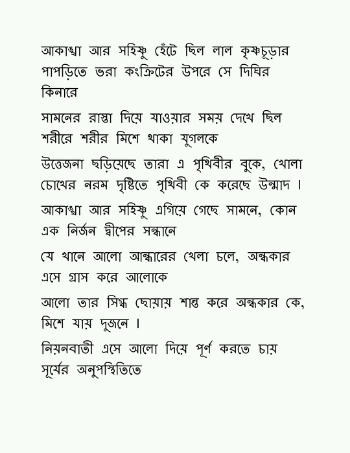 আকাঙ্খা আর সহিষ্ণু হেঁটে ছিল লাল কৃষ্ণচূড়ার
পাপড়িতে ভরা কংক্রিটের উপরে সে দিঘির
কিনারে
সামনের রাস্তা দিয়ে যাওয়ার সময় দেখে ছিল
শরীরে শরীর মিশে থাকা যুগলকে
উত্তেজনা ছড়িয়েছে তারা এ পৃথিবীর বুকে, খোলা
চোখের নরম দৃষ্টিতে পৃথিবী কে করেছে উন্মাদ ।
আকাঙ্খা আর সহিষ্ণু এগিয়ে গেছে সামনে, কোন
এক নির্জন দ্বীপের সন্ধানে
যে খানে আলো আন্ধারের খেলা চলে, অন্ধকার
এসে গ্রাস করে আলোকে
আলো তার সিগ্ধ ছোয়ায় শান্ত করে অন্ধকার কে,
মিশে যায় দূজনে ।
নিয়নবাতী এসে আলো দিয়ে পূর্ণ করতে চায়
সূর্যের অনুপস্থিতিতে